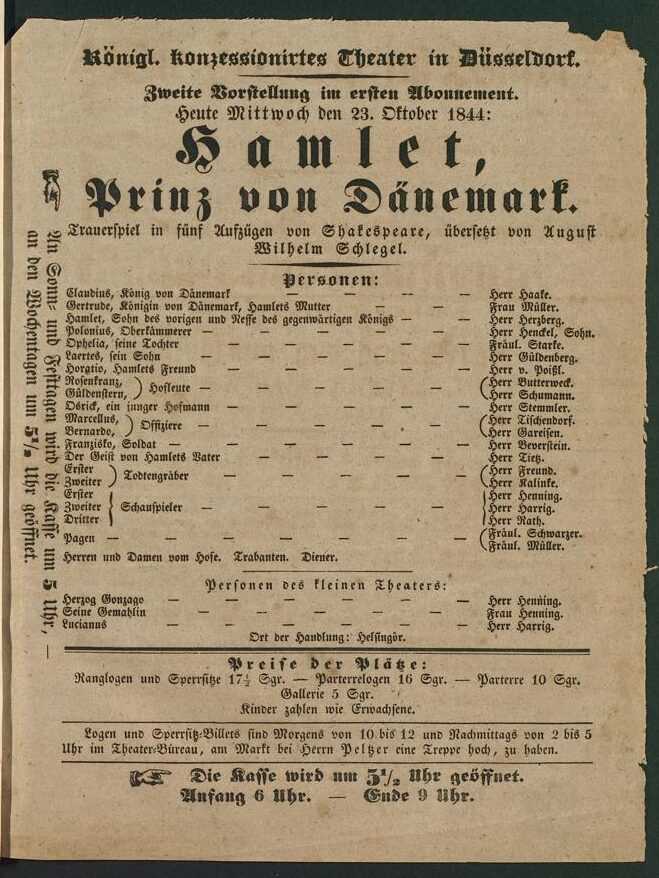 Königl. konzessionirtes Theater in Düsseldorf.
Zweite Vorstellung im ersten Abonnement.
Heute Mittwoch den 23. Oktober 1844:
Hamlet,
Prinz von Dänemark.
Trauerspiel in fünf Aufzügen von Shakespeare, übersetzt von August
Wilhelm Schlegel.
Personen:
Claudius, König von Dänemark — — — Herr Haake.
Gertrude, Königin von Dänemark, Hamlets Mutter — — — Frau Müller.
Hamlet, Sohn des vorigen und Neffe des gegenwärtigen Königs — — — Herr Herzberg.
Polonius, Oberkämmerer — — — — — — Herr Henckel, Sohn.
Ophelia, seine Tochter — — — — — — Fräul. Starke.
Laertes, sein Sohn — — — — — — Herr Güldenberg.
Horatio, Hamlets Freund — — — — — — Herr v. Poißl.
Rosenkranz, ) Hofleute — — — — — ( Herr Butterweck.
Güldenstern, Herr Schumann.
Osrick, ein junger Hofmann — — — — — Herr Stemmler.
Marcellus, ) Offiziere — — — — — ( Herr Tischendorf.
Bernardo, Herr Gareisen.
Franzisko, Soldat — — — — — — Herr Beverstein.
Der Geist von Hamlets Vater — — — — — Herr Tietz.
Erster ) Todtengräber — — — — — ( Herr Freund.
Zweiter Herr Kalinke.
Erster Herr Henning.
Zweiter } Schauspieler — — — — — { Herr Harrig.
Dritter Herr Rath.
Pagen — — — — — — — ( Fräul. Schwarzer.
Fräul. Müller.
Herren und Damen vom Hofe. Trabanten. Diener.
Personen des kleinen Theaters:
Herzog Gonzago — — — — — — Herr Henning.
Seine Gemahlin — — — — — — Frau Henning.
Lucianus — — — — — — — Herr Harrig.
Ort der Handlung: Helsingör.
Preise der Plätze:
Ranglogen und Sperrsitze 17½ Sgr. — Parterrelogen 16 Sgr. — Parterre 10 Sgr.
Gallerie 5 Sgr.
Kinder zahlen wie Erwachsene.
Logen und Sperrsitz-Billets sind Morgens von 10 bis 12 und Nachmittags von 2 bis 5
Uhr im Theater-Büreau, am Markt bei Herrn Peltzer eine Treppe hoch, zu haben.
Die Kasse wird um 5½ Uhr geöffnet.
Anfang 6 Uhr. — Ende 9 Uhr.
An Sonn- und Festtagen wird die Kasse um 5 Uhr, —
an den Wochentagen um 5½ Uhr geöffnet.